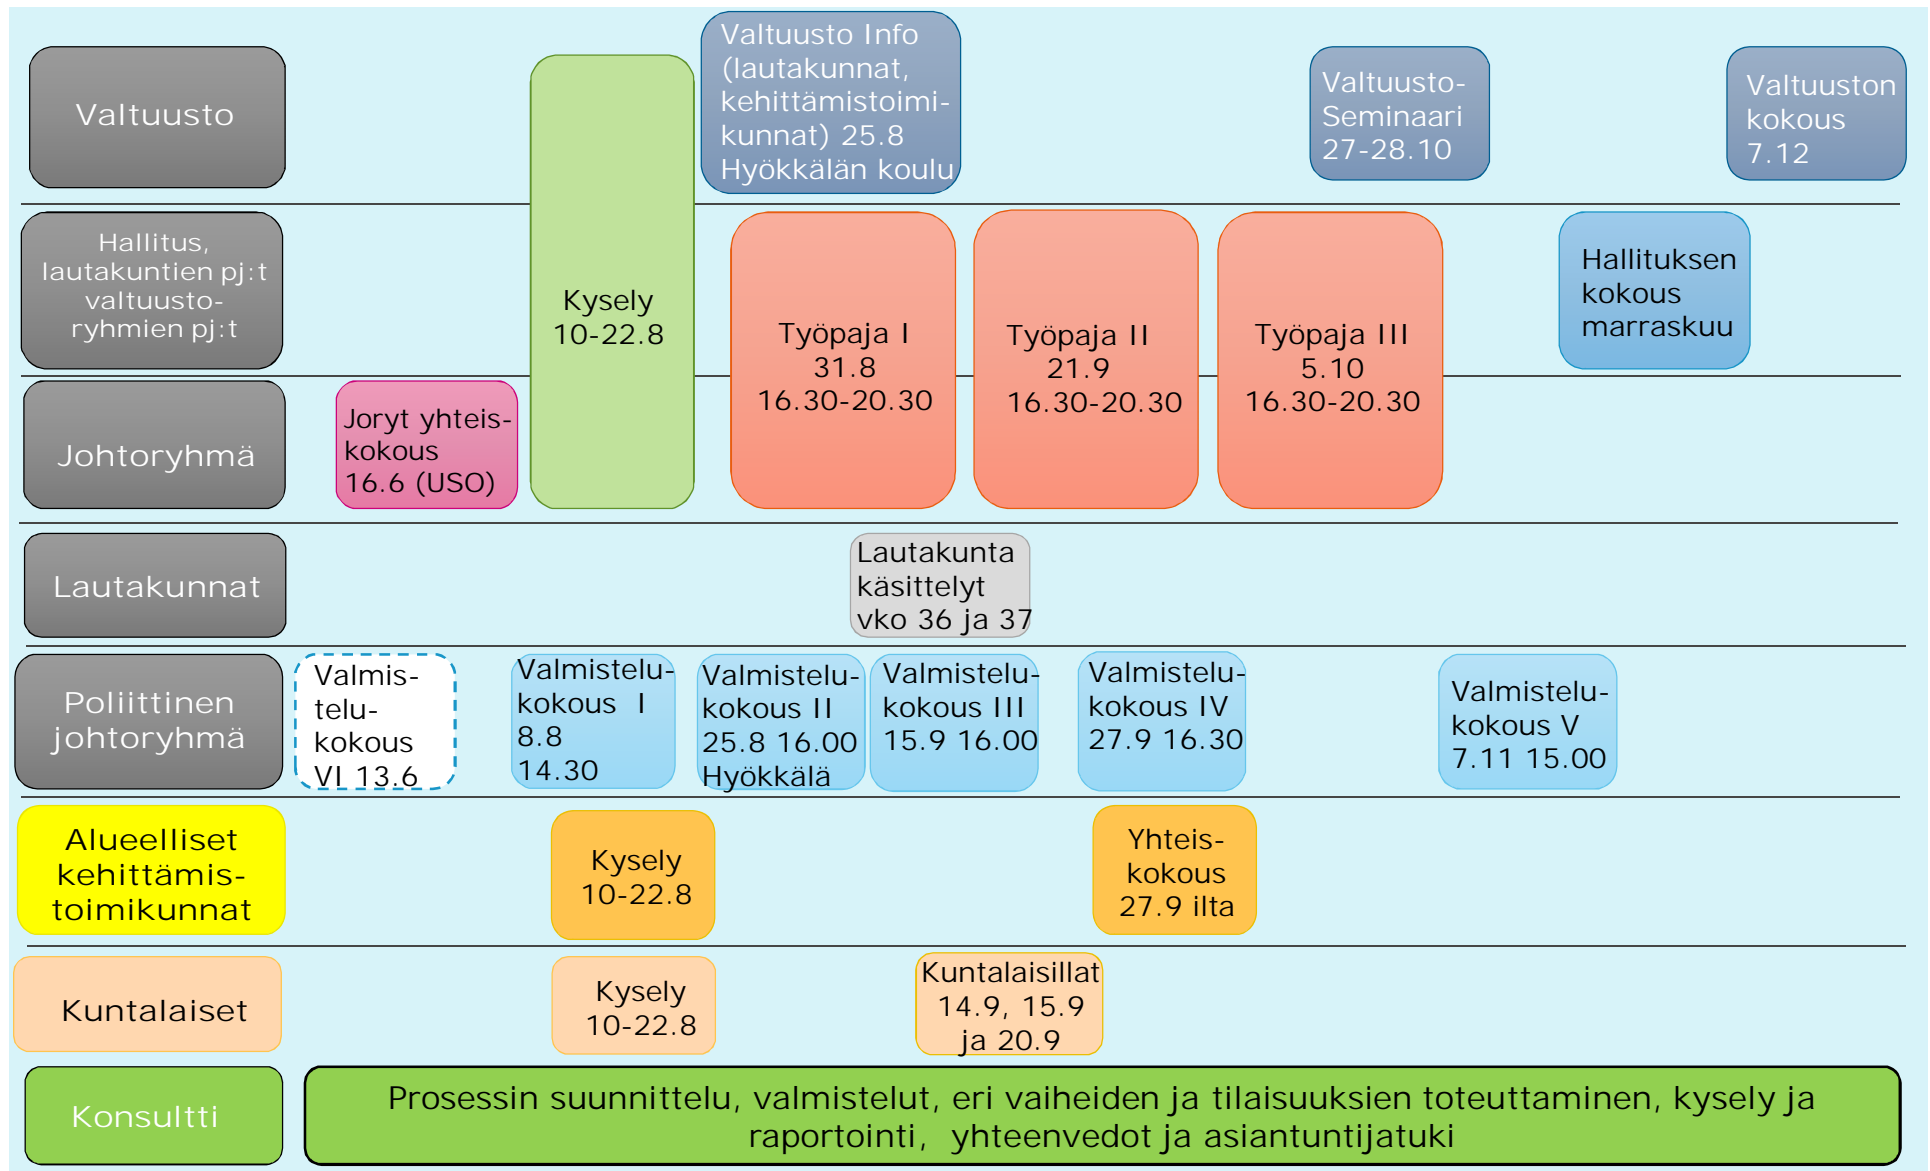 Valtuusto
Valtuusto Info
(lautakunnat,
kehittämistoimi-
kunnat) 25.8
Hyökkälän koulu
Valtuusto-
Seminaari
27-28.10
Valtuuston
kokous
7.12
Hallitus,
lautakuntien pj:t
valtuusto-
ryhmien pj:t
Kysely
10-22.8
Työpaja I
31.8
16.30-20.30
Työpaja II
21.9
16.30-20.30
Työpaja III
5.10
16.30-20.30
Hallituksen
kokous
marraskuu
Johtoryhmä
Joryt yhteis-
kokous
16.6 (USO)
Lautakunnat
Lautakunta
käsittelyt
vko 36 ja 37
Poliittinen
johtoryhmä
Valmis-
telu-
kokous
VI 13.6
Valmistelu-
kokous I
8.8
14.30
Valmistelu-
kokous II
25.8 16.00
Hyökkälä
Valmistelu-
kokous III
15.9 16.00
Valmistelu-
kokous IV
27.9 16.30
Valmistelu-
kokous V
7.11 15.00
Alueelliset
kehittämis-
toimikunnat
Kysely
10-22.8
Yhteis-
kokous
27.9 ilta
Kuntalaiset
Kysely
10-22.8
Kuntalaisillat
14.9, 15.9
ja 20.9
Konsultti
Prosessin suunnittelu, valmistelut, eri vaiheiden ja tilaisuuksien toteuttaminen, kysely ja
raportointi, yhteenvedot ja asiantuntijatuki